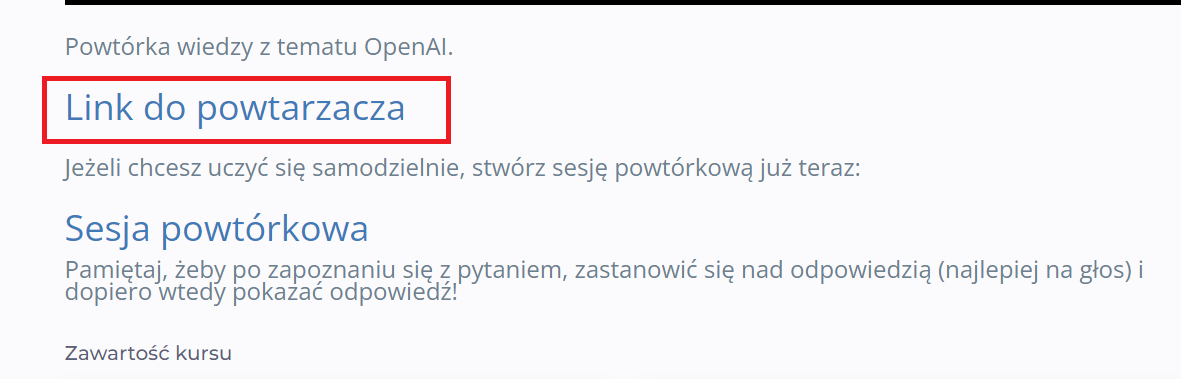 Powtórka wiedzy z tematu OpenAI.
Link do powtarzacza
Jeżeli chcesz uczyć się samodzielnie, stwórz sesję powtórkową już teraz:
Sesja powtórkowa
Pamiętaj, żeby po zapoznaniu się z pytaniem, zastanowić się nad odpowiedzią (najlepiej na głos) i
dopiero wtedy pokazać odpowiedź!
Zawartość kursu